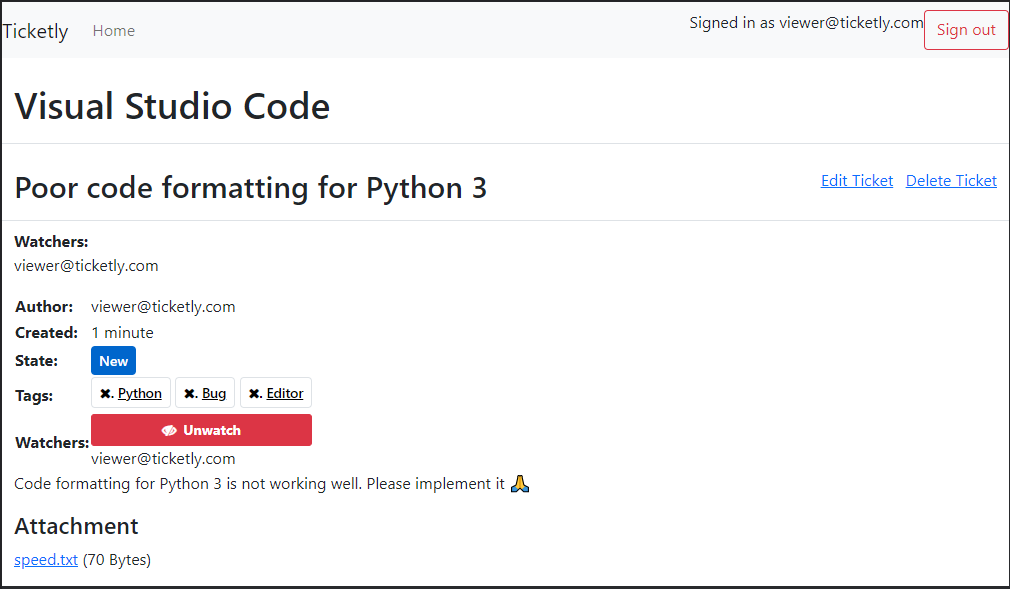 Ticketly Home Signed in as viewer@ticketly.com Sign out
Visual Studio Code
Poor code formatting for Python 3 Edit Ticket Delete Ticket
Watchers:
viewer@ticketly.com
Author: viewer@ticketly.com
Created: 1 minute
State: New
Tags: ✖. Python ✖. Bug ✖. Editor
Unwatch
Watchers:
viewer@ticketly.com
Code formatting for Python 3 is not working well. Please implement it 🙏
Attachment
speed.txt (70 Bytes)